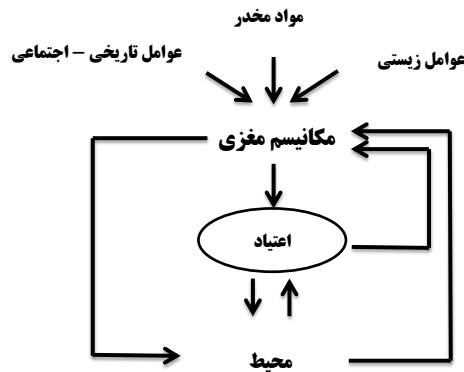 مواد مخدر
عوامل زیستی
عوامل تاریخی – اجتماعی
مکانیسم مغزی
اعتیاد
محیط